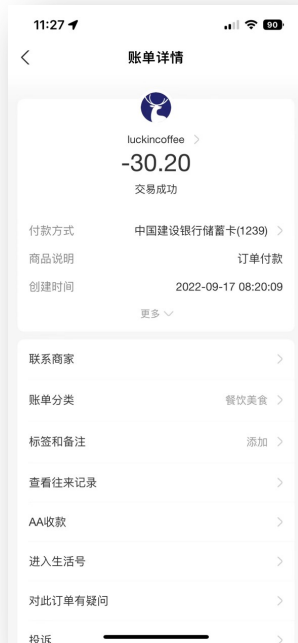 11:27
90
账单详情
luckincoffee
-30.20
交易成功
付款方式 中国建设银行储蓄卡(1239)
商品说明 订单付款
创建时间 2022-09-17 08:20:09
更多
联系商家
账单分类 餐饮美食
标签和备注 添加
查看往来记录
AA收款
进入生活号
对此订单有疑问
投诉